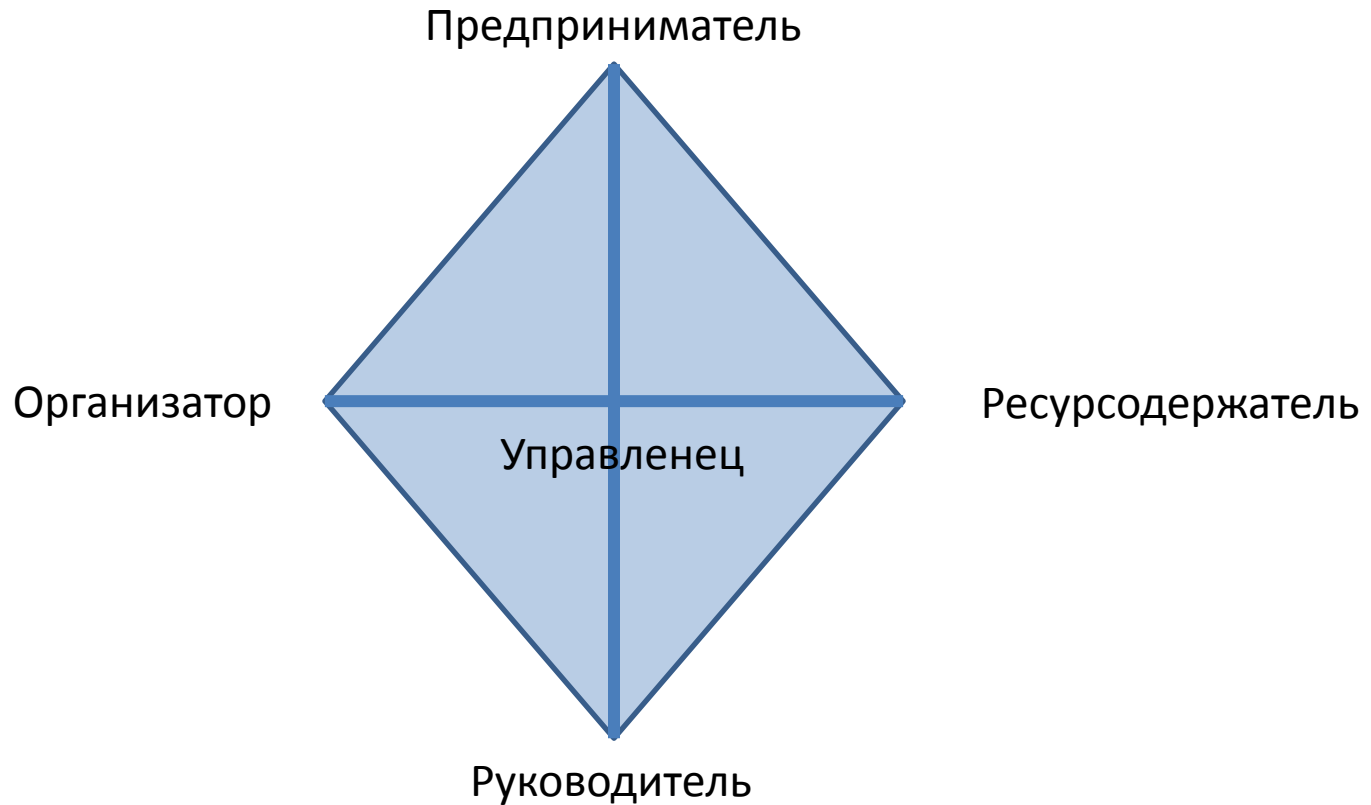 Предприниматель
Организатор
Ресурсодержатель
Управленец
Руководитель